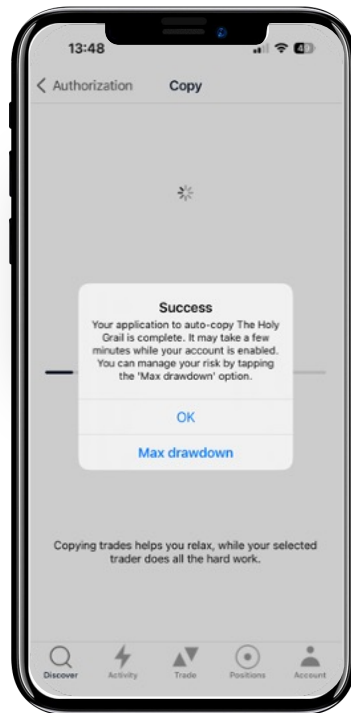 13:48
Authorization Copy
Success
Your application to auto-copy The Holy
Grail is complete. It may take a few
minutes while your account is enabled.
You can manage your risk by tapping
the 'Max drawdown' option.
OK
Max drawdown
Copying trades helps you relax, while your selected
trader does all the hard work.
Discover Activity Trade Positions Account